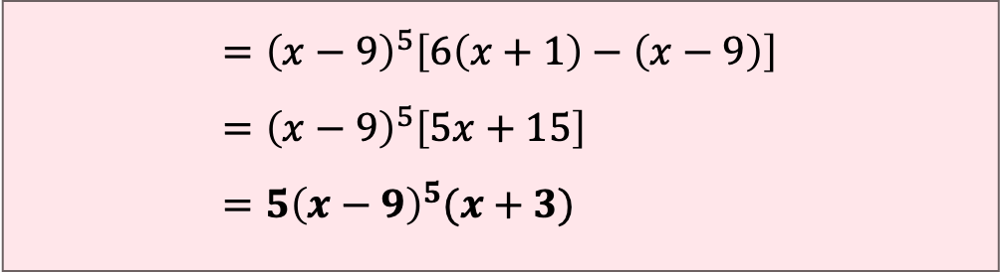 = (𝑥 − 9)⁵[6(𝑥 + 1) − (𝑥 − 9)]
= (𝑥 − 9)⁵[5𝑥 + 15]
= 𝟓(𝒙 − 𝟗)⁵(𝒙 + 𝟑)